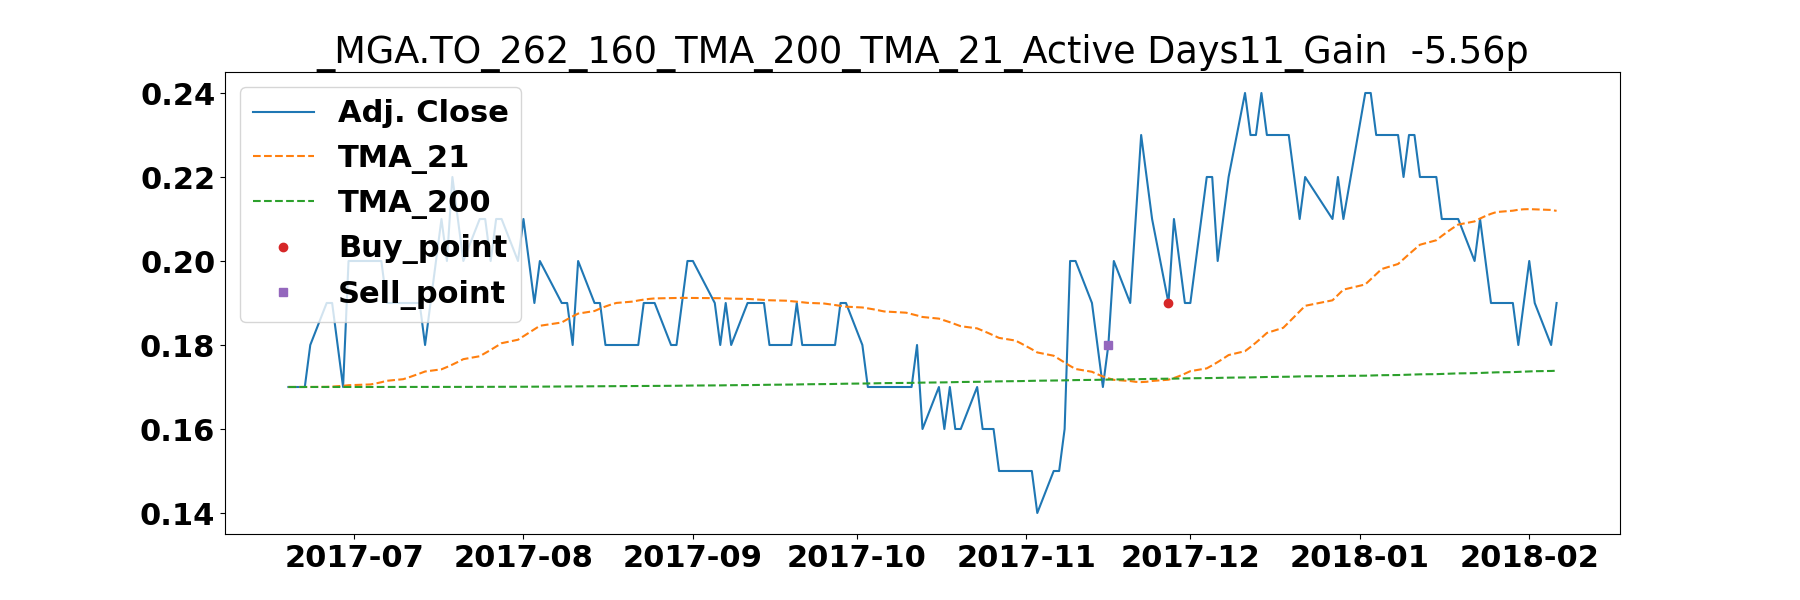 _MGA.TO_262_160_TMA_200_TMA_21_Active Days11_Gain  -5.56p
0.24
0.22
0.20
0.18
0.16
0.14
Adj. Close
TMA_21
TMA_200
Buy_point
Sell_point
2017-07 2017-08 2017-09 2017-10 2017-11 2017-12 2018-01 2018-02